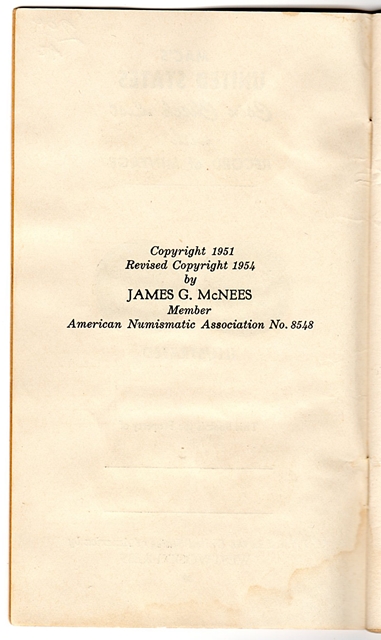 Copyright 1951
Revised Copyright 1954
by
JAMES G. McNEES
Member
American Numismatic Association No. 8548